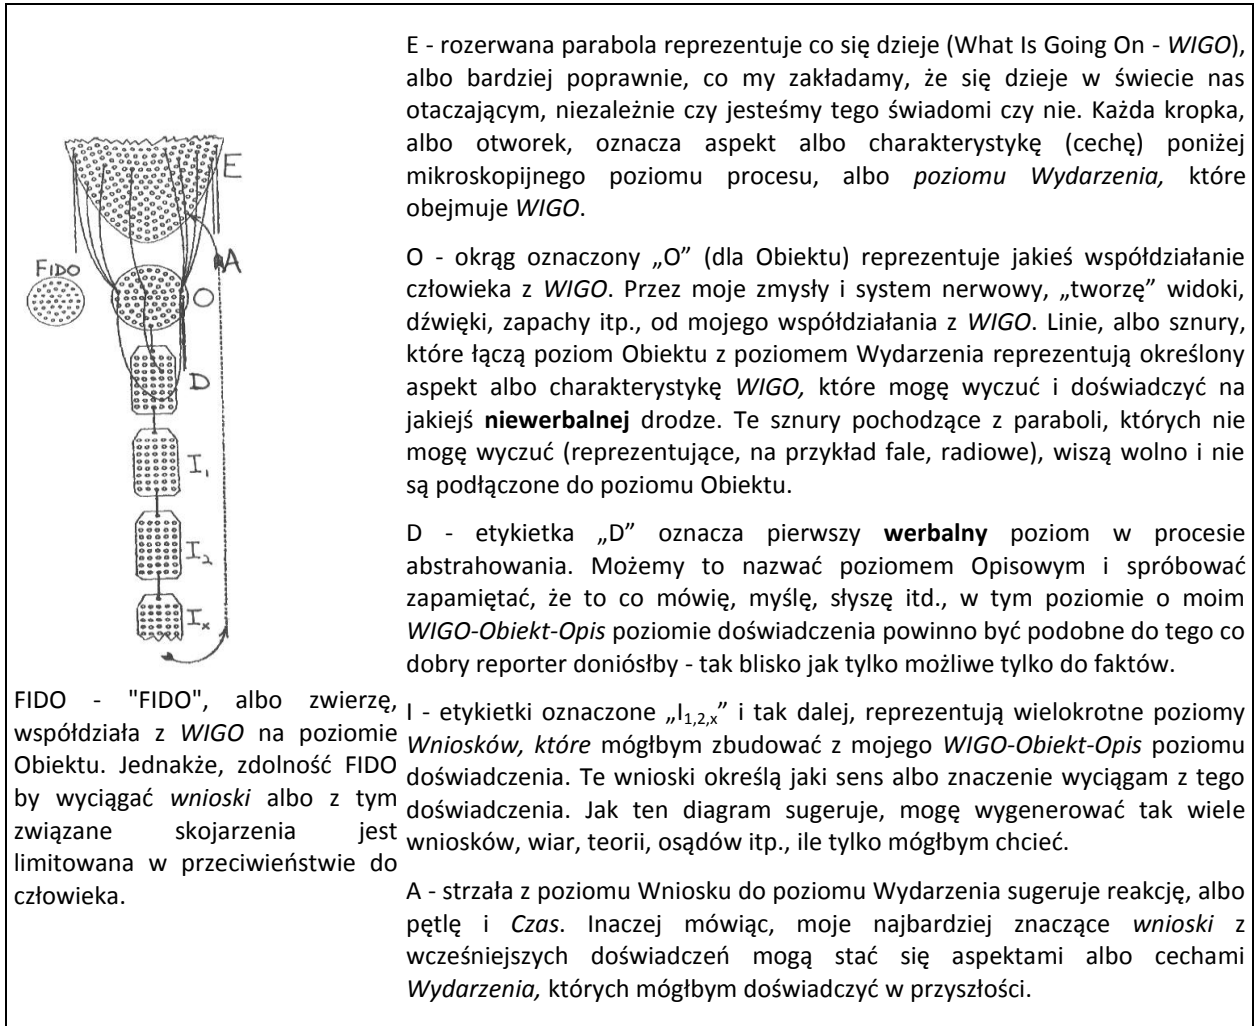 E
FIDO
A
O
D
I₁
I₂
Iₓ
FIDO - "FIDO", albo zwierzę,
współdziała z WIGO na poziomie
Obiektu. Jednakże, zdolność FIDO
by wyciągać wnioski albo z tym
związane skojarzenia jest
limitowana w przeciwieństwie do
człowieka.
E - rozerwana parabola reprezentuje co się dzieje (What Is Going On - WIGO),
albo bardziej poprawnie, co my zakładamy, że się dzieje w świecie nas
otaczającym, niezależnie czy jesteśmy tego świadomi czy nie. Każda kropka,
albo otworek, oznacza aspekt albo charakterystykę (cechę) poniżej
mikroskopijnego poziomu procesu, albo poziomu Wydarzenia, które
obejmuje WIGO.
O - okrąg oznaczony „O” (dla Obiektu) reprezentuje jakieś współdziałanie
człowieka z WIGO. Przez moje zmysły i system nerwowy, „tworzę” widoki,
dźwięki, zapachy itp., od mojego współdziałania z WIGO. Linie, albo sznury,
które łączą poziom Obiektu z poziomem Wydarzenia reprezentują określony
aspekt albo charakterystykę WIGO, które mogę wyczuć i doświadczyć na
jakiejś niewerbalnej drodze. Te sznury pochodzące z paraboli, których nie
mogę wyczuć (reprezentujące, na przykład fale, radiowe), wiszą wolno i nie
są podłączone do poziomu Obiektu.
D - etykietka „D” oznacza pierwszy werbalny poziom w procesie
abstrahowania. Możemy to nazwać poziomem Opisowym i spróbować
zapamiętać, że to co mówię, myślę, słyszę itd., w tym poziomie o moim
WIGO-Obiekt-Opis poziomie doświadczenia powinno być podobne do tego co
dobry reporter doniósłby - tak blisko jak tylko możliwe tylko do faktów.
I - etykietki oznaczone „I₁,₂,ₓ” i tak dalej, reprezentują wielokrotne poziomy
Wniosków, które mógłbym zbudować z mojego WIGO-Obiekt-Opis poziomu
doświadczenia. Te wnioski określą jaki sens albo znaczenie wyciągam z tego
doświadczenia. Jak ten diagram sugeruje, mogę wygenerować tak wiele
wniosków, wiar, teorii, osądów itp., ile tylko mógłbym chcieć.
A - strzała z poziomu Wniosku do poziomu Wydarzenia sugeruje reakcję, albo
pętlę i Czas. Inaczej mówiąc, moje najbardziej znaczące wnioski z
wcześniejszych doświadczeń mogą stać się aspektami albo cechami
Wydarzenia, których mógłbym doświadczyć w przyszłości.